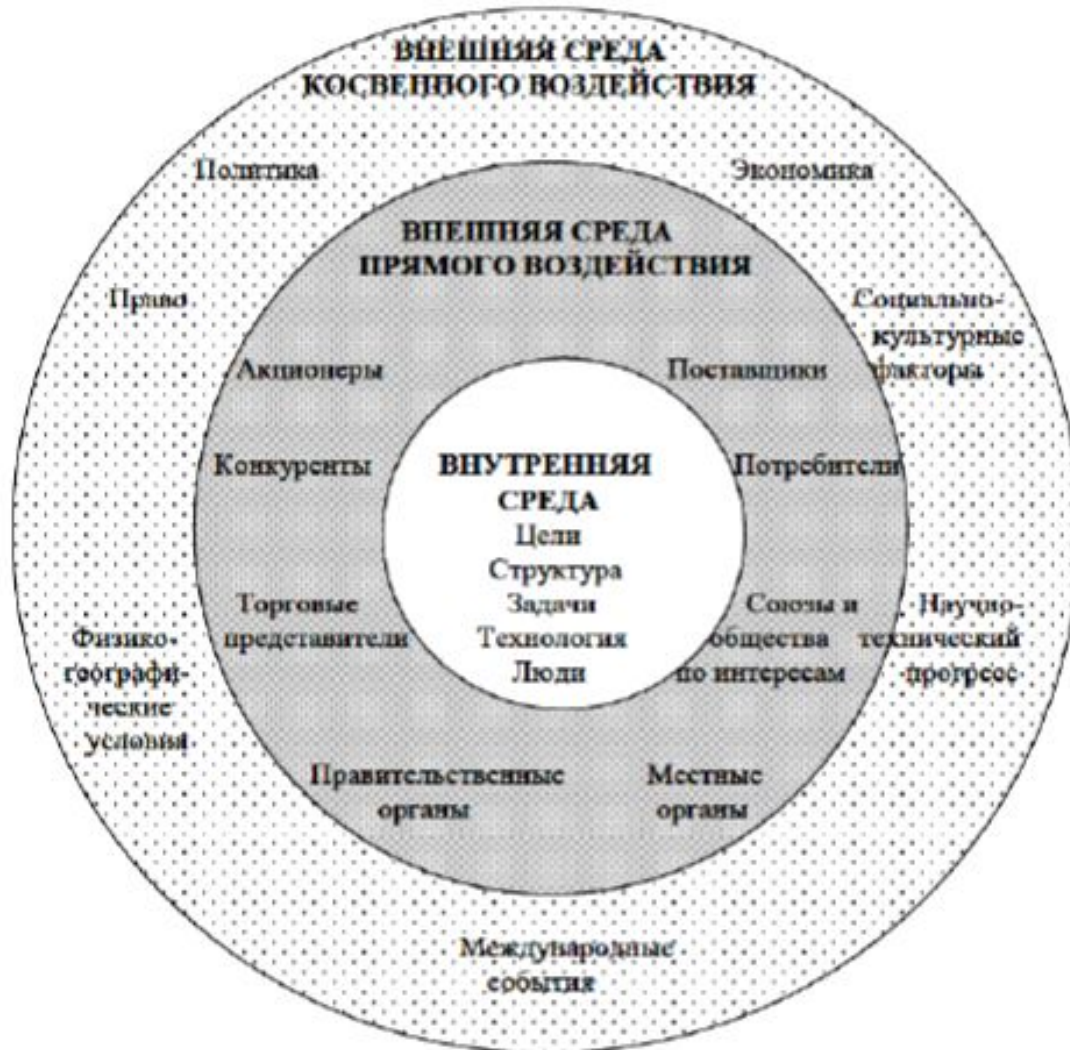 ВНЕШНЯЯ СРЕДА
КОСВЕННОГО ВОЗДЕЙСТВИЯ
Политика
Экономика
Право
Социально-
культурные
факторы
Физико-
географи-
ческие
условия
Научно-
технический
прогресс
Международные
события
ВНЕШНЯЯ СРЕДА
ПРЯМОГО ВОЗДЕЙСТВИЯ
Акционеры
Поставщики
Конкуренты
Потребители
Торговые
представители
Союзы и
общества
по интересам
Правительственные
органы
Местные
органы
ВНУТРЕННЯЯ
СРЕДА
Цели
Структура
Задачи
Технология
Люди